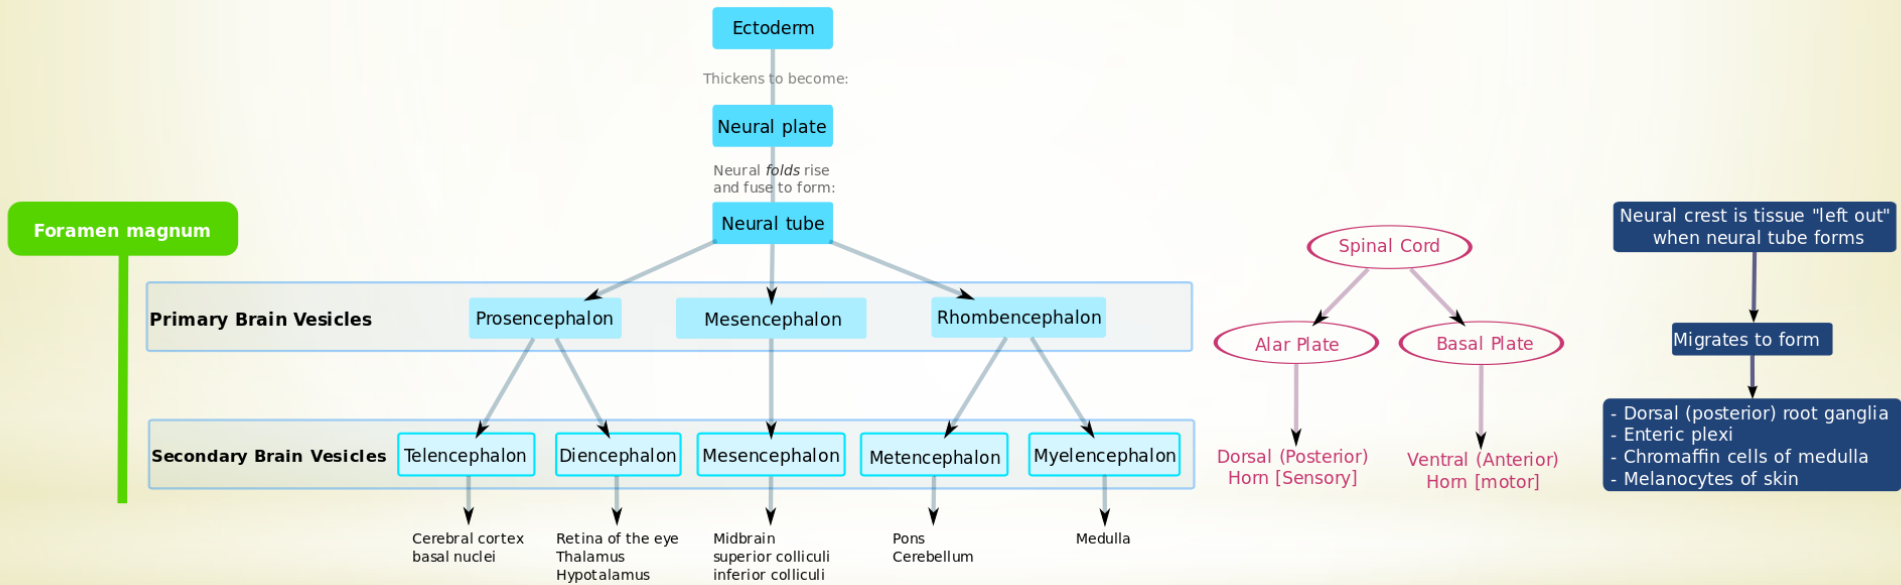 Ectoderm
Thickens to become:
Neural plate
Neural folds rise
and fuse to form:
Neural tube
Foramen magnum
Primary Brain Vesicles
Prosencephalon
Mesencephalon
Rhombencephalon
Secondary Brain Vesicles
Telencephalon
Diencephalon
Mesencephalon
Metencephalon
Myelencephalon
Cerebral cortex
basal nuclei
Retina of the eye
Thalamus
Hypotalamus
Midbrain
superior colliculi
inferior colliculi
Pons
Cerebellum
Medulla
Spinal Cord
Alar Plate
Basal Plate
Dorsal (Posterior)
Horn [Sensory]
Ventral (Anterior)
Horn [motor]
Neural crest is tissue "left out"
when neural tube forms
Migrates to form
- Dorsal (posterior) root ganglia
- Enteric plexi
- Chromaffin cells of medulla
- Melanocytes of skin